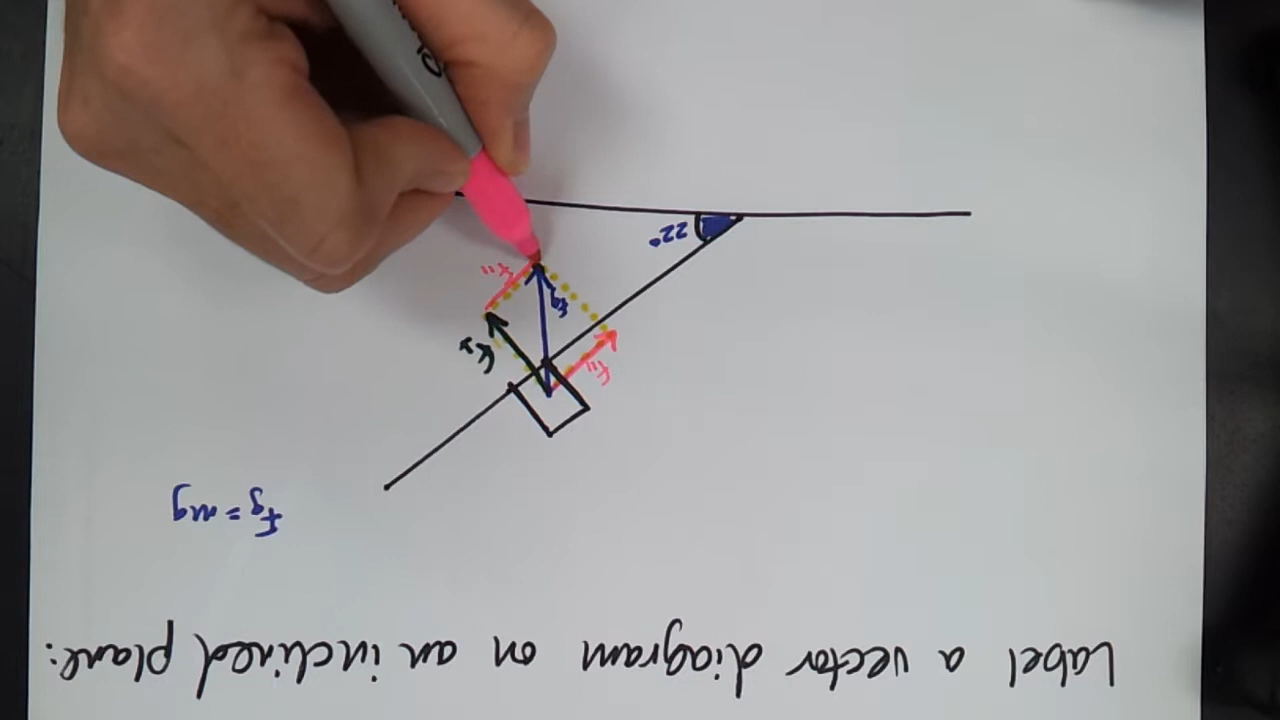 Label a vector diagram on an inclined plane:
Fg = mg
F⊥
F//
Fg
F//
22°